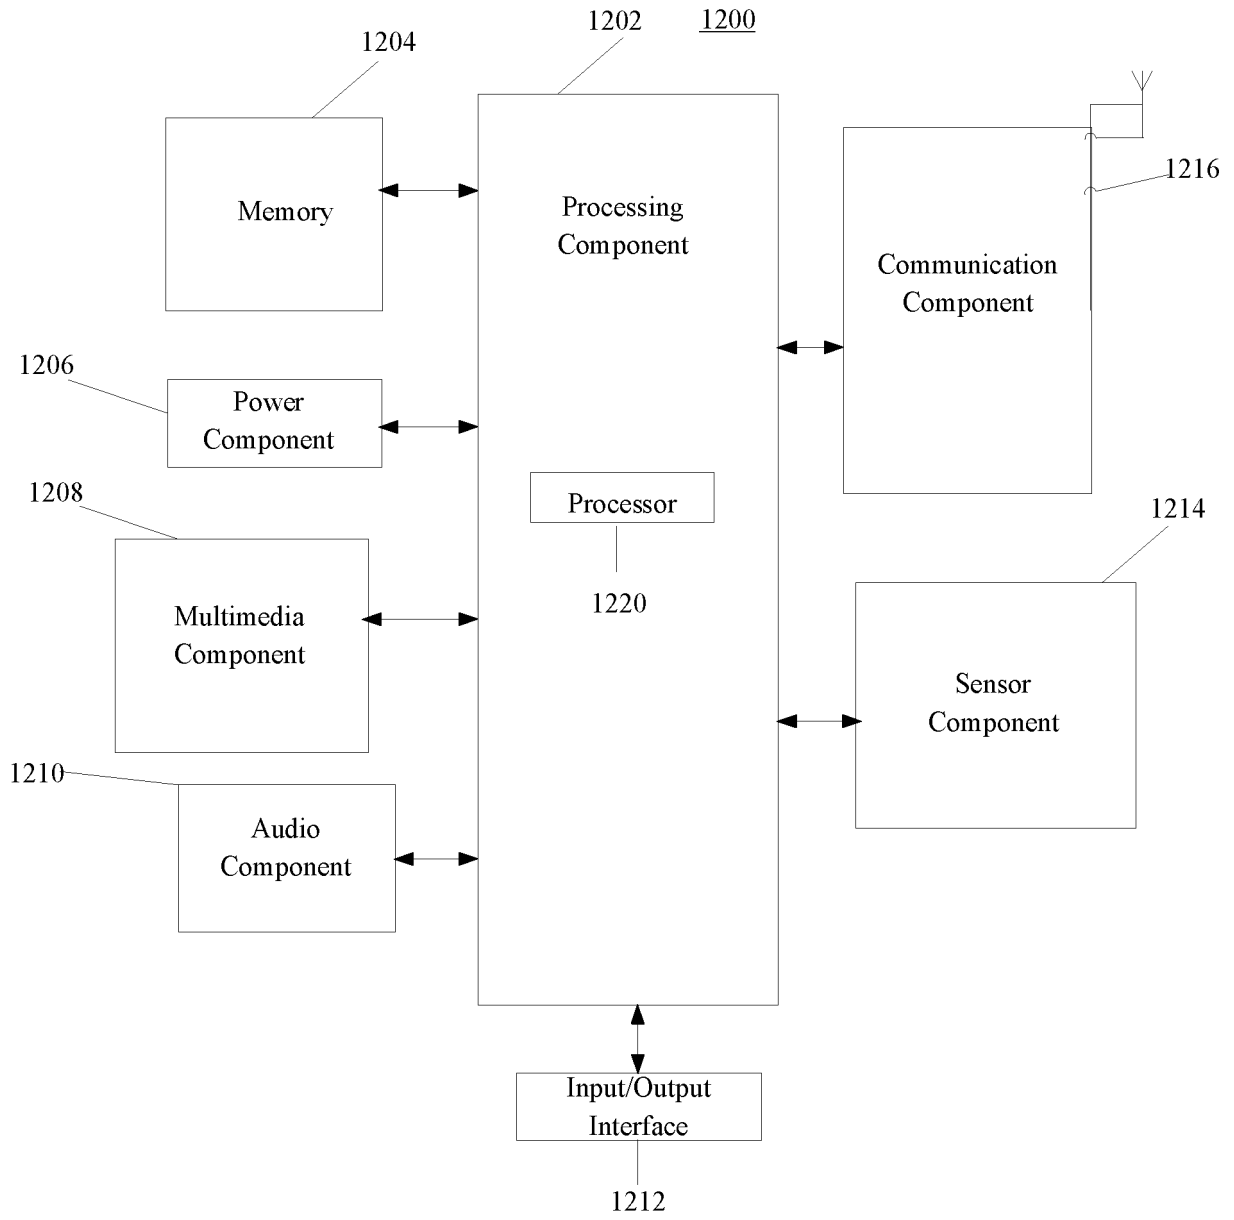 1200
1202
1204
Memory
Processing
Component
1216
Communication
Component
1206
Power
Component
1208
Processor
1220
1214
Multimedia
Component
Sensor
Component
1210
Audio
Component
Input/Output
Interface
1212